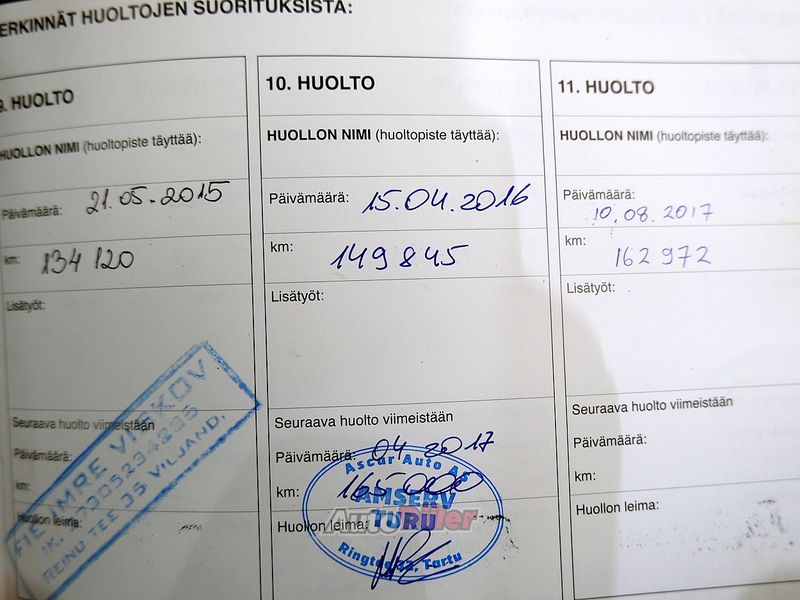 ERKINNÄT HUOLTOJEN SUORITUKSISTA:
9. HUOLTO
HUOLLON NIMI (huoltopiste täyttää):
Päivämäärä: 21.05.2015
km: 134 120
Lisätyöt:
Seuraava huolto viimeistään
Päivämäärä:
km:
Huollon leima:
FIE IMRE VISKOV
REINU TEE 35 VILJANDI.
10. HUOLTO
HUOLLON NIMI (huoltopiste täyttää):
Päivämäärä: 15.04.2016
km: 149 845
Lisätyöt:
Seuraava huolto viimeistään
Päivämäärä: 04 2017
km: 165 000
Huollon leima:
Ascar Auto AS
AMSERV
TURU
Ringtee 32, Tartu
AutoDiiler
11. HUOLTO
HUOLLON NIMI (huoltopiste täyttää):
Päivämäärä:
10.08.2017
km:
162 972
Lisätyöt:
Seuraava huolto viimeistään
Päivämäärä:
km:
Huollon leima: